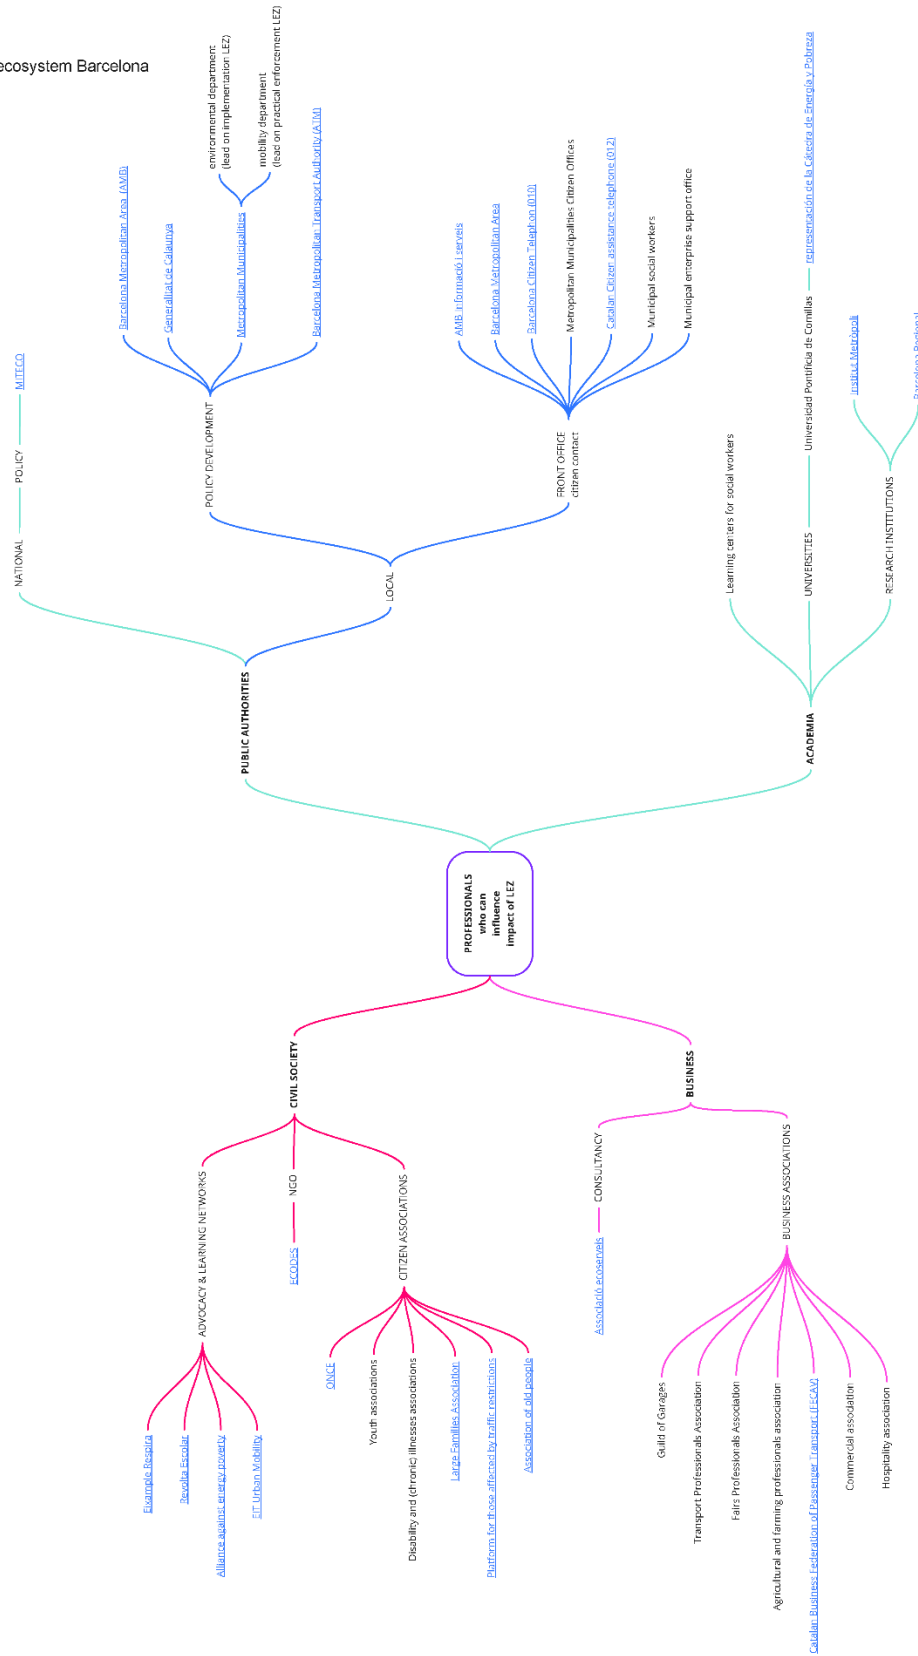 ecosystem Barcelona
PROFESSIONALS
who can
influence
impact of LEZ
PUBLIC AUTHORITIES
NATIONAL
POLICY
MITECO
LOCAL
POLICY DEVELOPMENT
Barcelona Metropolitan Area (AMB)
Generalitat de Calaunya
Metropolitan Municipalities
environmental department
(lead on implementation LEZ)
mobility department
(lead on practical enforcement LEZ)
Barcelona Metropolitan Transport Authority (ATM)
FRONT OFFICE
citizen contact
AMB informació i serveis
Barcelona Metropolitan Area
Barcelona Citizen Telephon (010)
Metropolitan Municipalities Citizen Offices
Catalan Citizen assistance telephone (012)
Municipal social workers
Municipal enterprise support office
ACADEMIA
Learning centers for social workers
UNIVERSITIES
Universidad Pontificia de Comillas
representación de la Cátedra de Energía y Pobreza
RESEARCH INSTITUTIONS
Institut Metròpoli
Barcelona Regional
CIVIL SOCIETY
ADVOCACY & LEARNING NETWORKS
Eixample Respira
Revolta Escolar
Alliance against energy poverty
EIT Urban Mobility
NGO
ECODES
CITIZEN ASSOCIATIONS
ONCE
Youth associations
Disability and (chronic) illnesses associations
Large Families Association
Platform for those affected by traffic restrictions
Association of old people
BUSINESS
CONSULTANCY
Associació ecoserveis
BUSINESS ASSOCIATIONS
Guild of Garages
Transport Professionals Association
Fairs Professionals Association
Agricultural and farming professionals association
Catalan Business Federation of Passenger Transport (FECAV)
Commercial association
Hospitality association